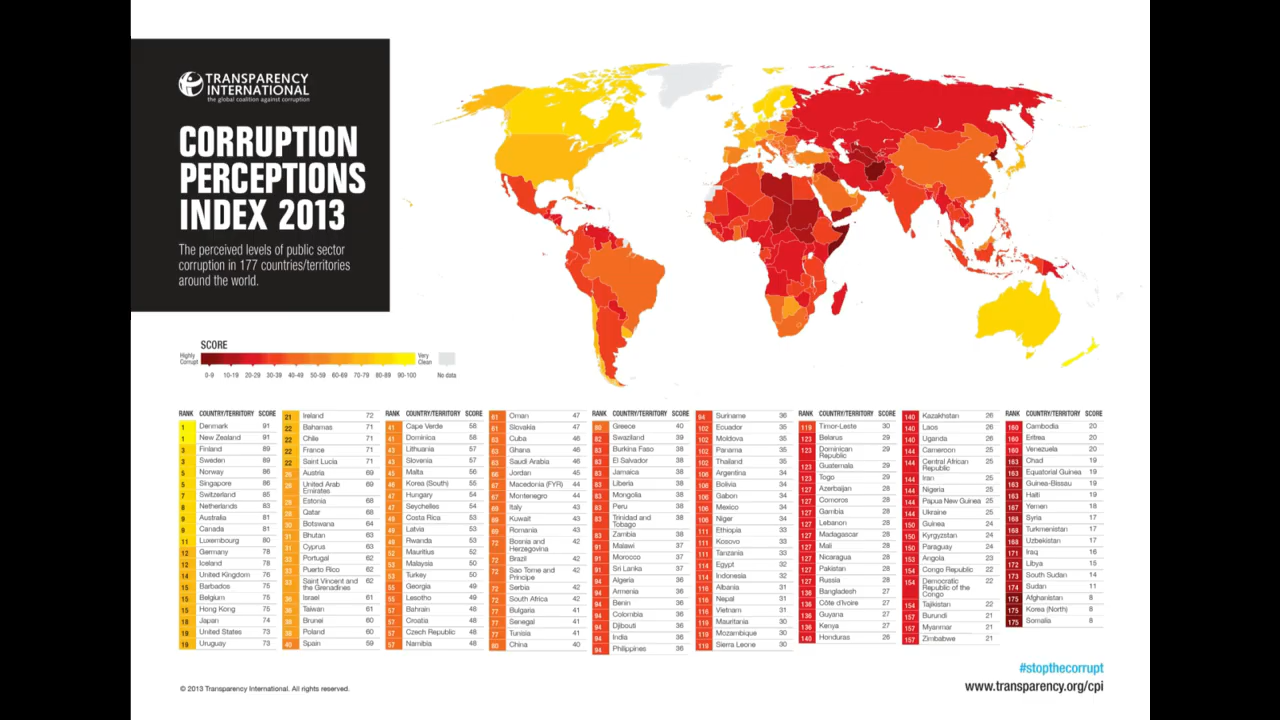 TRANSPARENCY
INTERNATIONAL
the global coalition against corruption
CORRUPTION
PERCEPTIONS
INDEX 2013
The perceived levels of public sector
corruption in 177 countries/territories
around the world.
SCORE
Highly
Corrupt
Very
Clean
0-9 10-19 20-29 30-39 40-49 50-59 60-69 70-79 80-89 90-100 No data
RANK COUNTRY/TERRITORY SCORE
1 Denmark 91
1 New Zealand 91
3 Finland 89
3 Sweden 89
5 Norway 86
5 Singapore 86
7 Switzerland 85
8 Netherlands 83
9 Australia 81
9 Canada 81
11 Luxembourg 80
12 Germany 78
12 Iceland 78
14 United Kingdom 76
15 Barbados 75
15 Belgium 75
15 Hong Kong 75
18 Japan 74
19 United States 73
19 Uruguay 73
21 Ireland 72
22 Bahamas 71
22 Chile 71
22 France 71
22 Saint Lucia 71
26 Austria 69
26 United Arab
Emirates 69
28 Estonia 68
28 Qatar 68
30 Botswana 64
31 Bhutan 63
31 Cyprus 63
33 Portugal 62
33 Puerto Rico 62
33 Saint Vincent and
the Grenadines 62
36 Israel 61
36 Taiwan 61
38 Brunei 60
38 Poland 60
40 Spain 59
RANK COUNTRY/TERRITORY SCORE
41 Cape Verde 58
41 Dominica 58
43 Lithuania 57
43 Slovenia 57
45 Malta 56
46 Korea (South) 55
47 Hungary 54
47 Seychelles 54
49 Costa Rica 53
49 Latvia 53
49 Rwanda 53
52 Mauritius 52
53 Malaysia 50
53 Turkey 50
55 Georgia 49
55 Lesotho 49
57 Bahrain 48
57 Croatia 48
57 Czech Republic 48
57 Namibia 48
61 Oman 47
61 Slovakia 47
63 Cuba 46
63 Ghana 46
63 Saudi Arabia 46
66 Jordan 45
67 Macedonia (FYR) 44
67 Montenegro 44
69 Italy 43
69 Kuwait 43
69 Romania 43
72 Bosnia and
Herzegovina 42
72 Brazil 42
72 Sao Tome and
Principe 42
72 Serbia 42
72 South Africa 42
77 Bulgaria 41
77 Senegal 41
77 Tunisia 41
80 China 40
RANK COUNTRY/TERRITORY SCORE
80 Greece 40
82 Swaziland 39
83 Burkina Faso 38
83 El Salvador 38
83 Jamaica 38
83 Liberia 38
83 Mongolia 38
83 Peru 38
83 Trinidad and
Tobago 38
83 Zambia 38
91 Malawi 37
91 Morocco 37
91 Sri Lanka 37
94 Algeria 36
94 Armenia 36
94 Benin 36
94 Colombia 36
94 Djibouti 36
94 India 36
94 Philippines 36
94 Suriname 36
102 Ecuador 35
102 Moldova 35
102 Panama 35
102 Thailand 35
106 Argentina 34
106 Bolivia 34
106 Gabon 34
106 Mexico 34
106 Niger 34
111 Ethiopia 33
111 Kosovo 33
111 Tanzania 33
114 Egypt 32
114 Indonesia 32
116 Albania 31
116 Nepal 31
116 Vietnam 31
119 Mauritania 30
119 Mozambique 30
119 Sierra Leone 30
RANK COUNTRY/TERRITORY SCORE
119 Timor-Leste 30
123 Belarus 29
123 Dominican
Republic 29
123 Guatemala 29
123 Togo 29
127 Azerbaijan 28
127 Comoros 28
127 Gambia 28
127 Lebanon 28
127 Madagascar 28
127 Mali 28
127 Nicaragua 28
127 Pakistan 28
127 Russia 28
136 Bangladesh 27
136 Côte d'Ivoire 27
136 Guyana 27
136 Kenya 27
140 Honduras 26
140 Kazakhstan 26
140 Laos 26
140 Uganda 26
144 Cameroon 25
144 Central African
Republic 25
144 Iran 25
144 Nigeria 25
144 Papua New Guinea 25
144 Ukraine 25
150 Guinea 24
150 Kyrgyzstan 24
150 Paraguay 24
153 Angola 23
154 Congo Republic 22
154 Democratic
Republic of the
Congo 22
154 Tajikistan 22
157 Burundi 21
157 Myanmar 21
157 Zimbabwe 21
RANK COUNTRY/TERRITORY SCORE
160 Cambodia 20
160 Eritrea 20
160 Venezuela 20
163 Chad 19
163 Equatorial Guinea 19
163 Guinea-Bissau 19
163 Haiti 19
167 Yemen 18
168 Syria 17
168 Turkmenistan 17
168 Uzbekistan 17
171 Iraq 16
172 Libya 15
173 South Sudan 14
174 Sudan 11
175 Afghanistan 8
175 Korea (North) 8
175 Somalia 8
#stopthecorrupt
www.transparency.org/cpi
© 2013 Transparency International. All rights reserved.